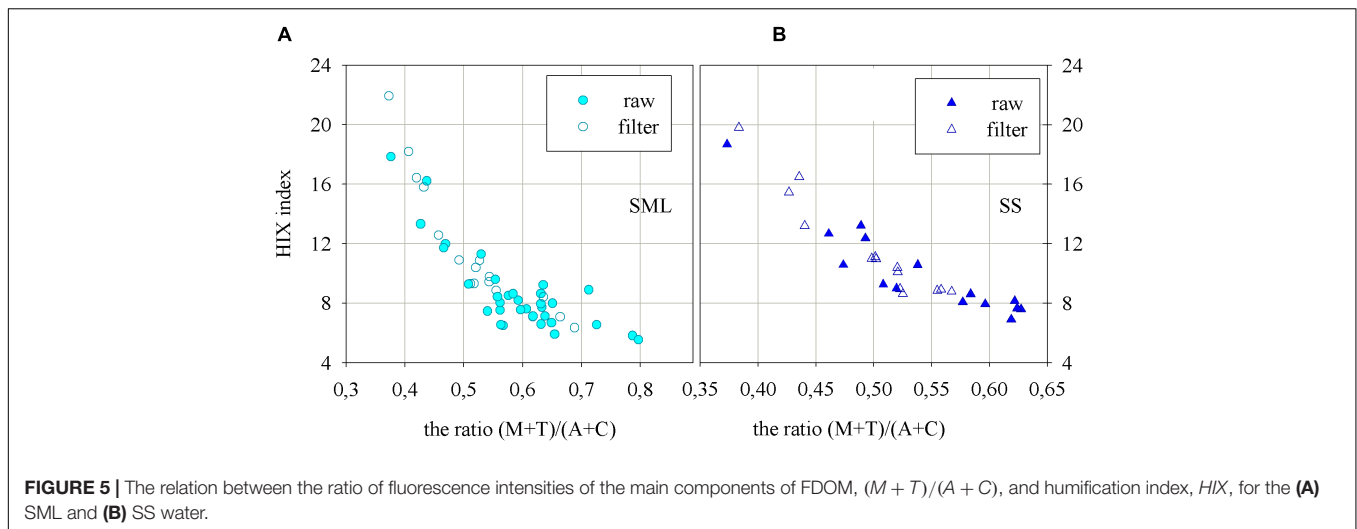 A
B
24
20
16
12
8
4
HIX index
raw
filter
SML
0,3 0,4 0,5 0,6 0,7 0,8
the ratio (M+T)/(A+C)
raw
filter
SS
24
20
16
12
8
4
0,35 0,40 0,45 0,50 0,55 0,60 0,65
the ratio (M+T)/(A+C)
FIGURE 5 | The relation between the ratio of fluorescence intensities of the main components of FDOM, (M + T)/(A + C), and humification index, HIX, for the (A)
SML and (B) SS water.